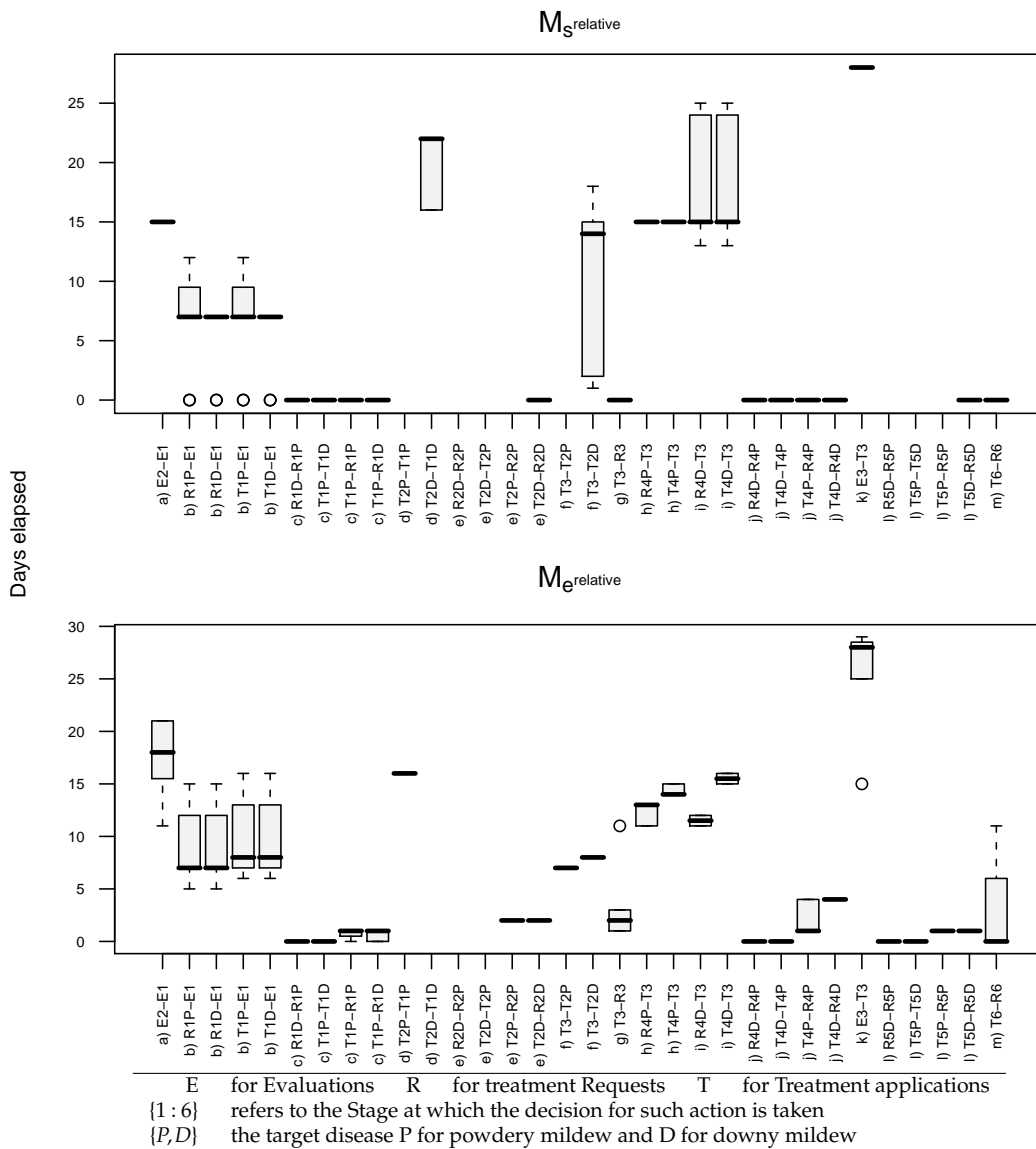 Msrelative
Days elapsed
25
20
15
10
5
0
a) E2−E1
b) R1P−E1
b) R1D−E1
b) T1P−E1
b) T1D−E1
c) R1D−R1P
c) T1P−T1D
c) T1P−R1P
c) T1P−R1D
d) T2P−T1P
d) T2D−T1D
e) R2D−R2P
e) T2D−T2P
e) T2P−R2P
e) T2D−R2D
f) T3−T2P
f) T3−T2D
g) T3−R3
h) R4P−T3
h) T4P−T3
i) R4D−T3
i) T4D−T3
j) R4D−R4P
j) T4D−T4P
j) T4P−R4P
j) T4D−R4D
k) E3−T3
l) R5D−R5P
l) T5P−T5D
l) T5P−R5P
l) T5D−R5D
m) T6−R6
Merelative
30
25
20
15
10
5
0
a) E2−E1
b) R1P−E1
b) R1D−E1
b) T1P−E1
b) T1D−E1
c) R1D−R1P
c) T1P−T1D
c) T1P−R1P
c) T1P−R1D
d) T2P−T1P
d) T2D−T1D
e) R2D−R2P
e) T2D−T2P
e) T2P−R2P
e) T2D−R2D
f) T3−T2P
f) T3−T2D
g) T3−R3
h) R4P−T3
h) T4P−T3
i) R4D−T3
i) T4D−T3
j) R4D−R4P
j) T4D−T4P
j) T4P−R4P
j) T4D−R4D
k) E3−T3
l) R5D−R5P
l) T5P−T5D
l) T5P−R5P
l) T5D−R5D
m) T6−R6
E for Evaluations R for treatment Requests T for Treatment applications
{1 : 6} refers to the Stage at which the decision for such action is taken
{P,D} the target disease P for powdery mildew and D for downy mildew